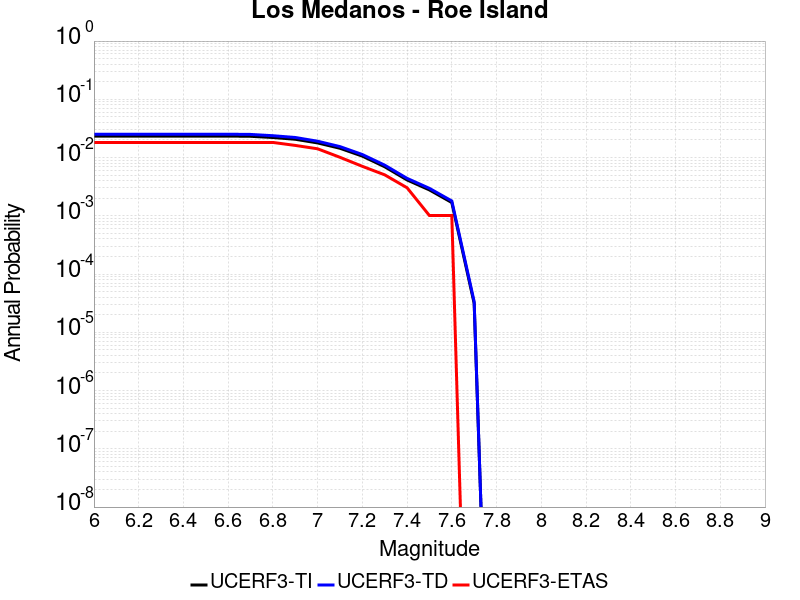 Los Medanos - Roe Island
10^0
10^-1
10^-2
10^-3
10^-4
10^-5
10^-6
10^-7
10^-8
Annual Probability
6 6.2 6.4 6.6 6.8 7 7.2 7.4 7.6 7.8 8 8.2 8.4 8.6 8.8 9
Magnitude
UCERF3-TI UCERF3-TD UCERF3-ETAS